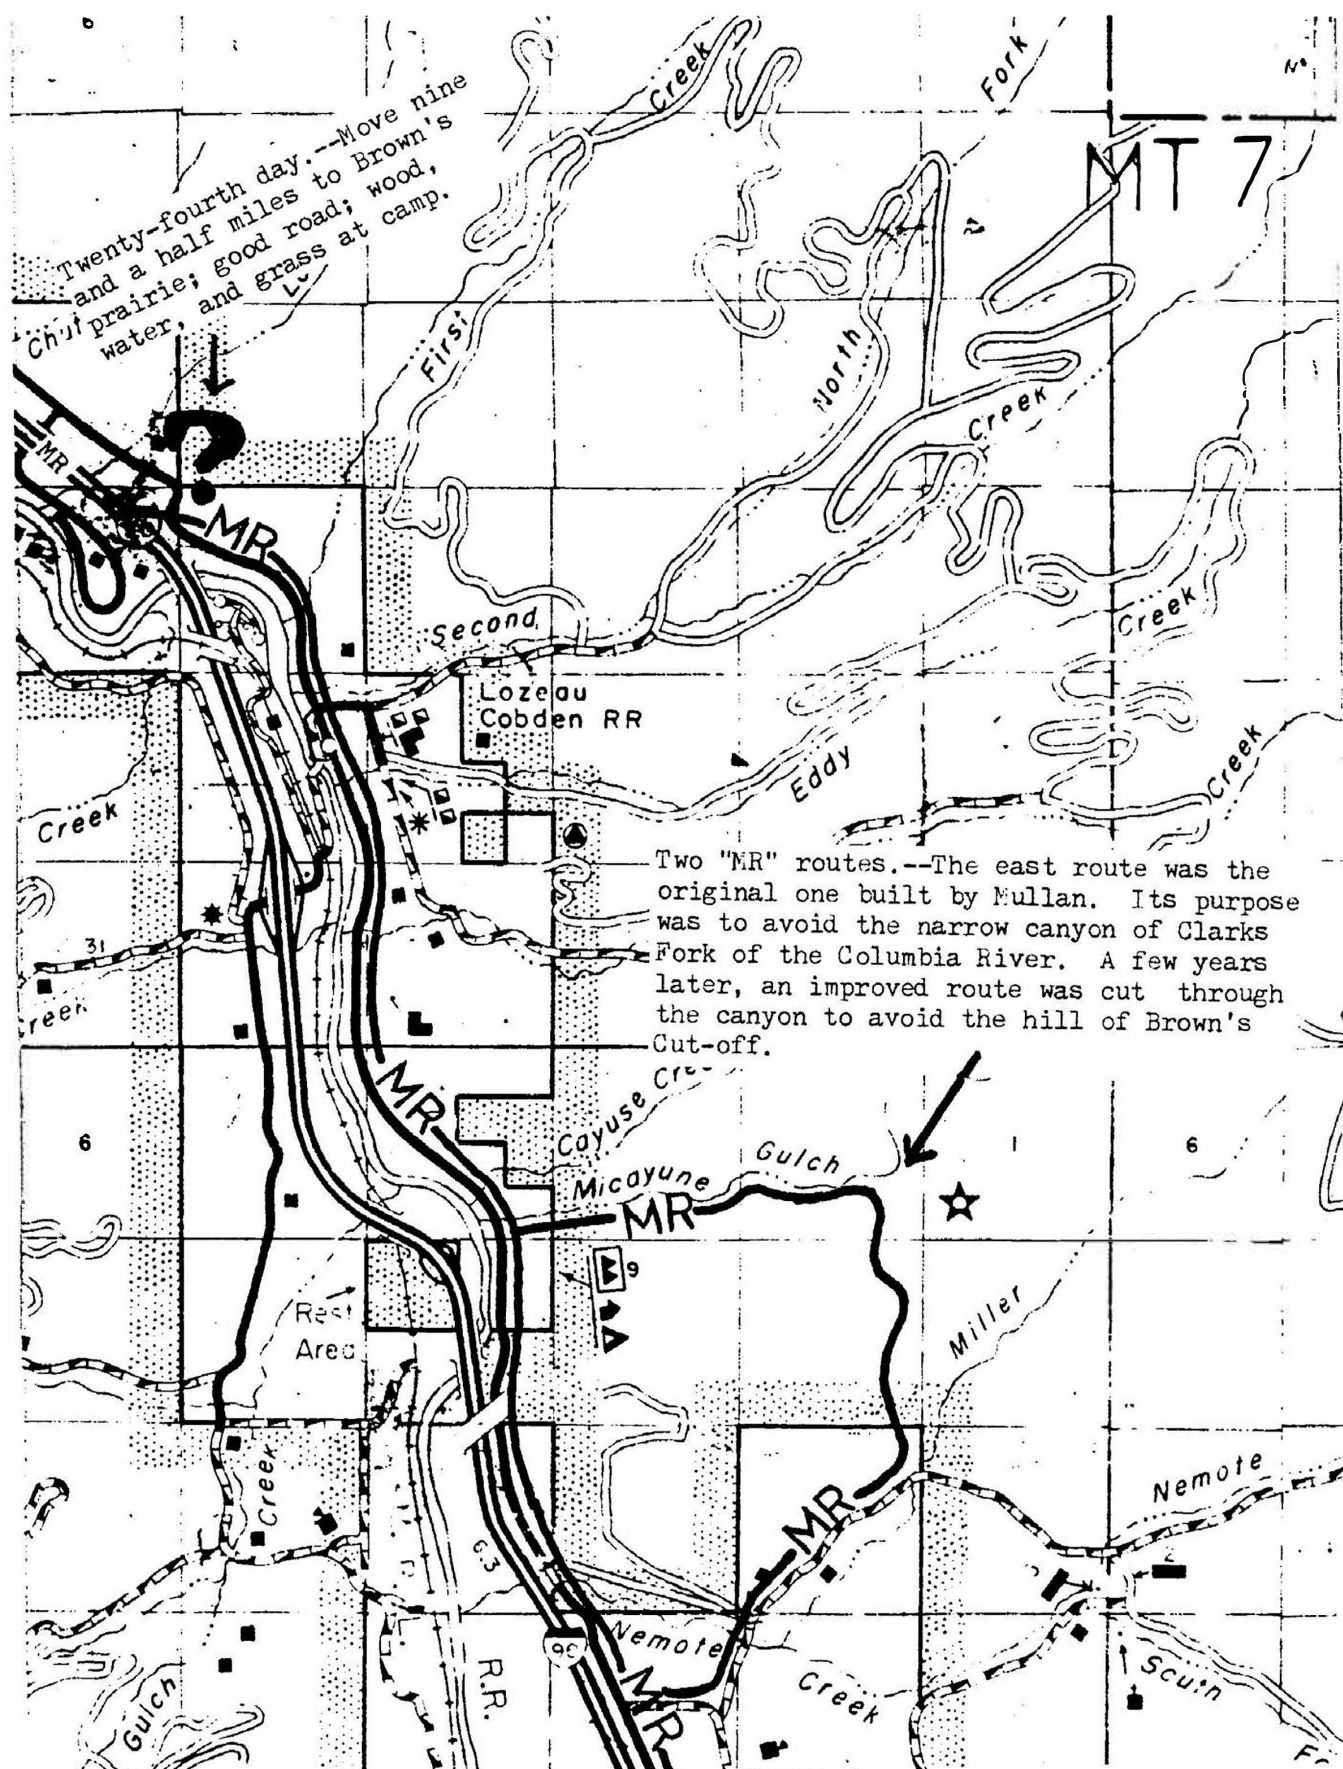 Creek
Fork
MT 7
Twenty-fourth day.--Move nine
and a half miles to Brown's
prairie; good road; wood,
water, and grass at camp.
First
North
Creek
MR
MR
Second
Creek
Lozeau
Cobden RR
Eddy
Creek
Creek
Two "MR" routes.--The east route was the
original one built by Mullan. Its purpose
was to avoid the narrow canyon of Clarks
Fork of the Columbia River. A few years
later, an improved route was cut through
the canyon to avoid the hill of Brown's
Cut-off.
31
MR
Cayuse
6
Gulch
1
6
Micayune
MR
9
Rest
Area
Miller
Creek
Nemote
MR
63
2
Nemote
MR
R.R.
Creek
Gulch
MR